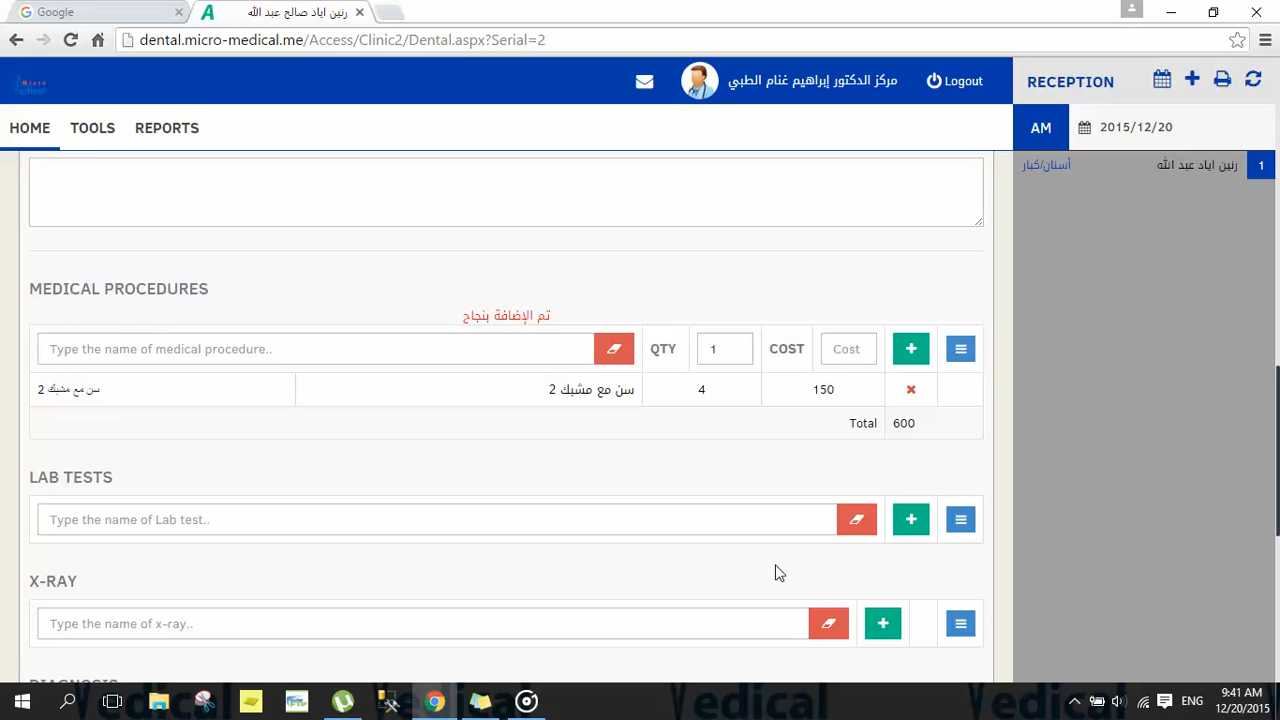 Google
رنين اياد صالح عبد الله
dental.micro-medical.me/Access/Clinic2/Dental.aspx?Serial=2
مركز الدكتور إبراهيم غنام الطبي
Logout
RECEPTION
HOME TOOLS REPORTS
AM 2015/12/20
1 رنين اياد عبد الله أسنان/كبار
MEDICAL PROCEDURES
تم الإضافة بنجاح
Type the name of medical procedure.. QTY 1 COST Cost
سن مع مشبك 2 سن مع مشبك 2 4 150
Total 600
LAB TESTS
Type the name of Lab test..
X-RAY
Type the name of x-ray..
DIAGNOSIS
ENG
9:41 AM
12/20/2015